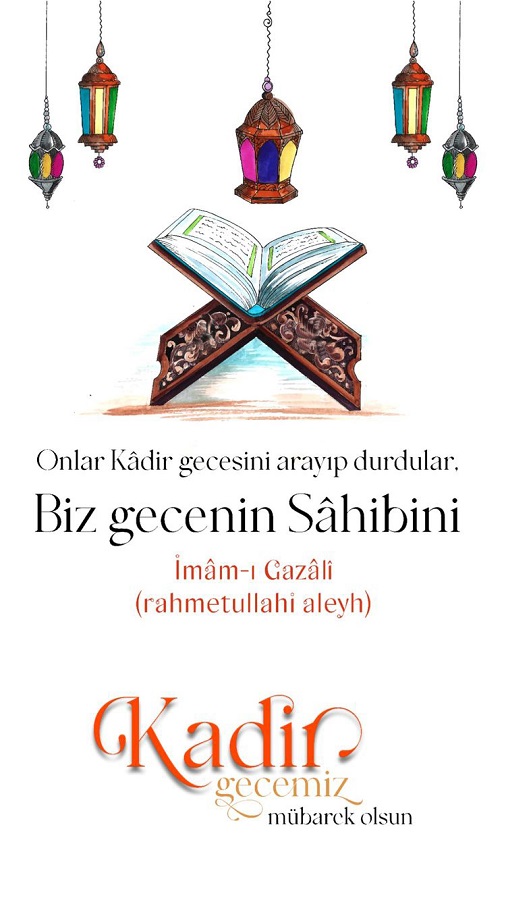 Onlar Kâdir gecesini arayıp durdular,
Biz gecenin Sâhibini
İmâm-ı Gazâlî
(rahmetullahi aleyh)
Kadir
gecemiz
mübarek olsun